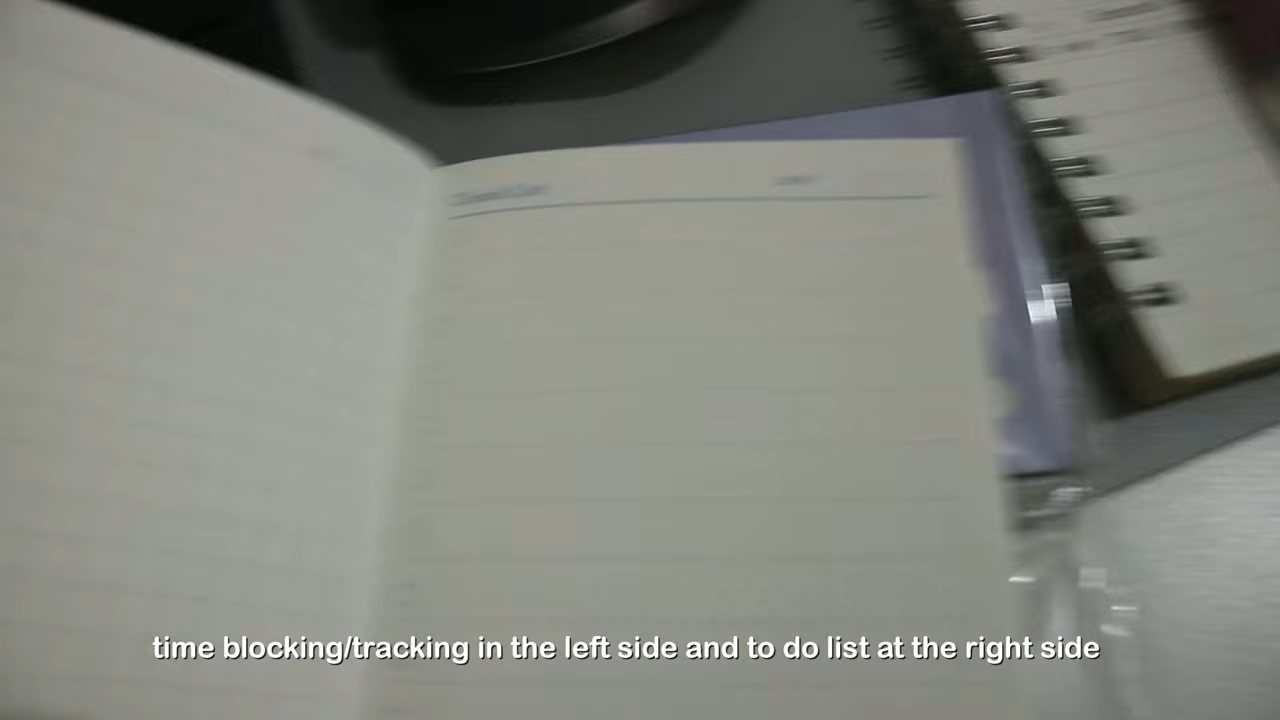 time blocking/tracking in the left side and to do list at the right side